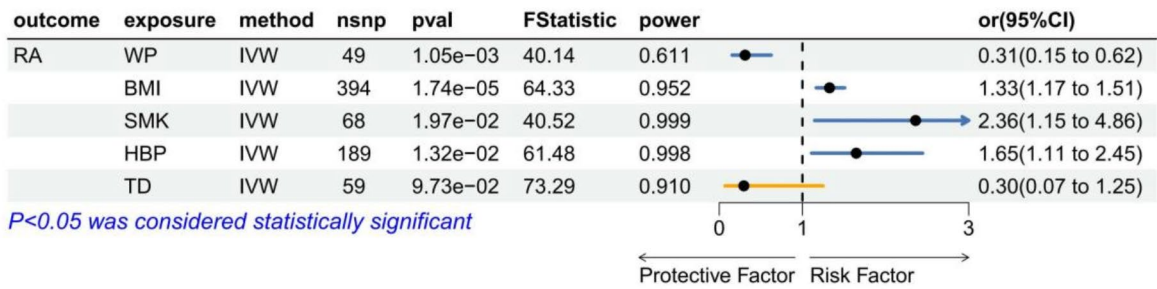 outcome exposure method nsnp pval FStatistic power or(95%CI)
RA WP IVW 49 1.05e−03 40.14 0.611 0.31(0.15 to 0.62)
BMI IVW 394 1.74e−05 64.33 0.952 1.33(1.17 to 1.51)
SMK IVW 68 1.97e−02 40.52 0.999 2.36(1.15 to 4.86)
HBP IVW 189 1.32e−02 61.48 0.998 1.65(1.11 to 2.45)
TD IVW 59 9.73e−02 73.29 0.910 0.30(0.07 to 1.25)
P<0.05 was considered statistically significant
0 1 3
Protective Factor Risk Factor